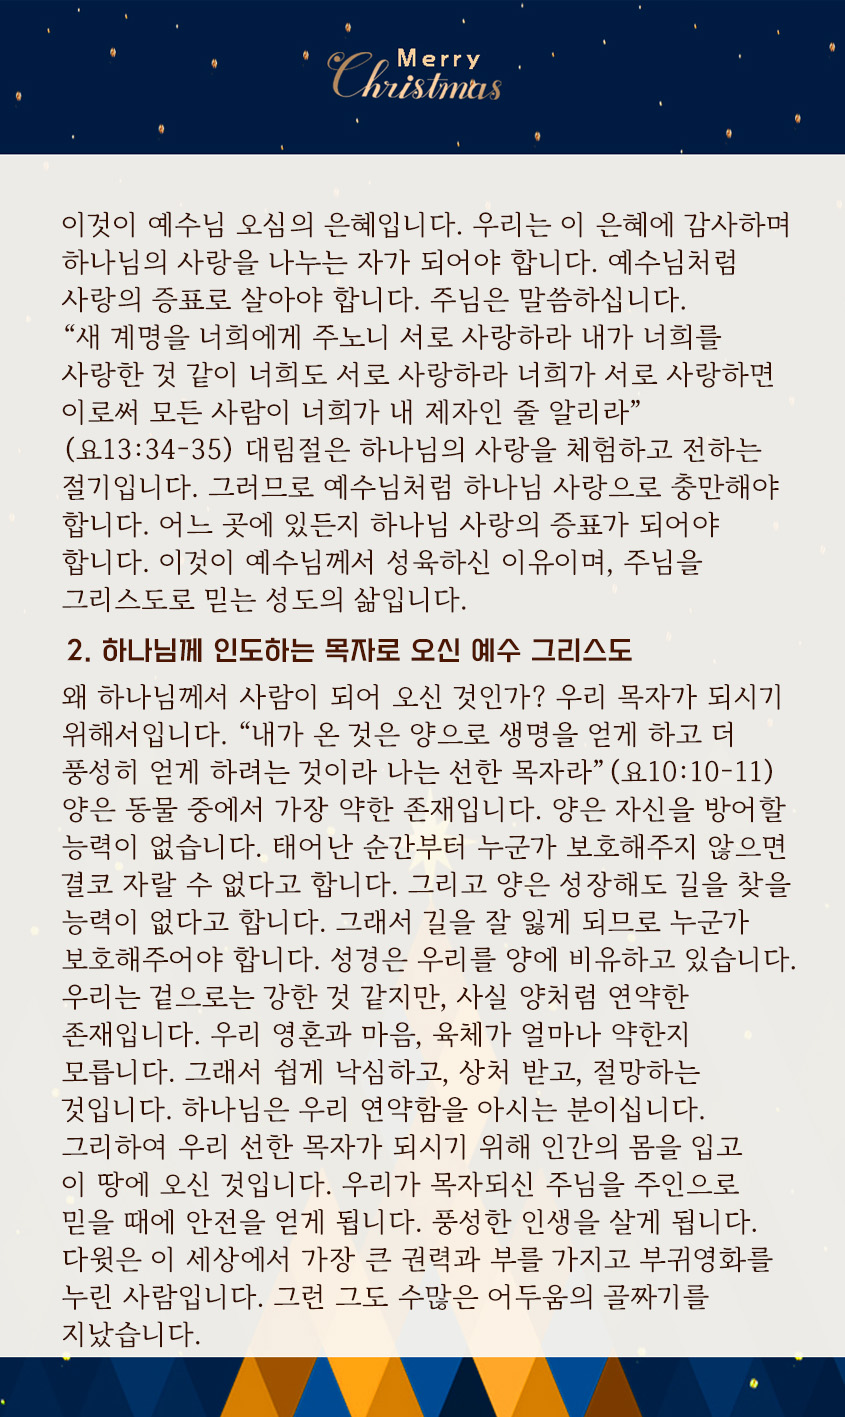 Merry
Christmas
이것이 예수님 오심의 은혜입니다. 우리는 이 은혜에 감사하며
하나님의 사랑을 나누는 자가 되어야 합니다. 예수님처럼
사랑의 증표로 살아야 합니다. 주님은 말씀하십니다.
“새 계명을 너희에게 주노니 서로 사랑하라 내가 너희를
사랑한 것 같이 너희도 서로 사랑하라 너희가 서로 사랑하면
이로써 모든 사람이 너희가 내 제자인 줄 알리라”
(요13:34-35) 대림절은 하나님의 사랑을 체험하고 전하는
절기입니다. 그러므로 예수님처럼 하나님 사랑으로 충만해야
합니다. 어느 곳에 있든지 하나님 사랑의 증표가 되어야
합니다. 이것이 예수님께서 성육하신 이유이며, 주님을
그리스도로 믿는 성도의 삶입니다.
2. 하나님께 인도하는 목자로 오신 예수 그리스도
왜 하나님께서 사람이 되어 오신 것인가? 우리 목자가 되시기
위해서입니다. “내가 온 것은 양으로 생명을 얻게 하고 더
풍성히 얻게 하려는 것이라 나는 선한 목자라”(요10:10-11)
양은 동물 중에서 가장 약한 존재입니다. 양은 자신을 방어할
능력이 없습니다. 태어난 순간부터 누군가 보호해주지 않으면
결코 자랄 수 없다고 합니다. 그리고 양은 성장해도 길을 찾을
능력이 없다고 합니다. 그래서 길을 잘 잃게 되므로 누군가
보호해주어야 합니다. 성경은 우리를 양에 비유하고 있습니다.
우리는 겉으로는 강한 것 같지만, 사실 양처럼 연약한
존재입니다. 우리 영혼과 마음, 육체가 얼마나 약한지
모릅니다. 그래서 쉽게 낙심하고, 상처 받고, 절망하는
것입니다. 하나님은 우리 연약함을 아시는 분이십니다.
그리하여 우리 선한 목자가 되시기 위해 인간의 몸을 입고
이 땅에 오신 것입니다. 우리가 목자되신 주님을 주인으로
믿을 때에 안전을 얻게 됩니다. 풍성한 인생을 살게 됩니다.
다윗은 이 세상에서 가장 큰 권력과 부를 가지고 부귀영화를
누린 사람입니다. 그런 그도 수많은 어두움의 골짜기를
지났습니다.